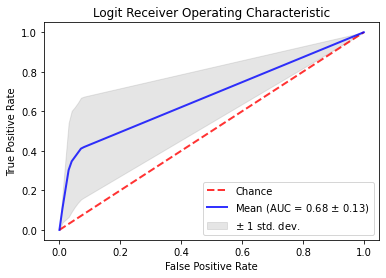 Logit Receiver Operating Characteristic
True Positive Rate
1.0
0.8
0.6
0.4
0.2
0.0
Chance
Mean (AUC = 0.68 ± 0.13)
± 1 std. dev.
0.0 0.2 0.4 0.6 0.8 1.0
False Positive Rate